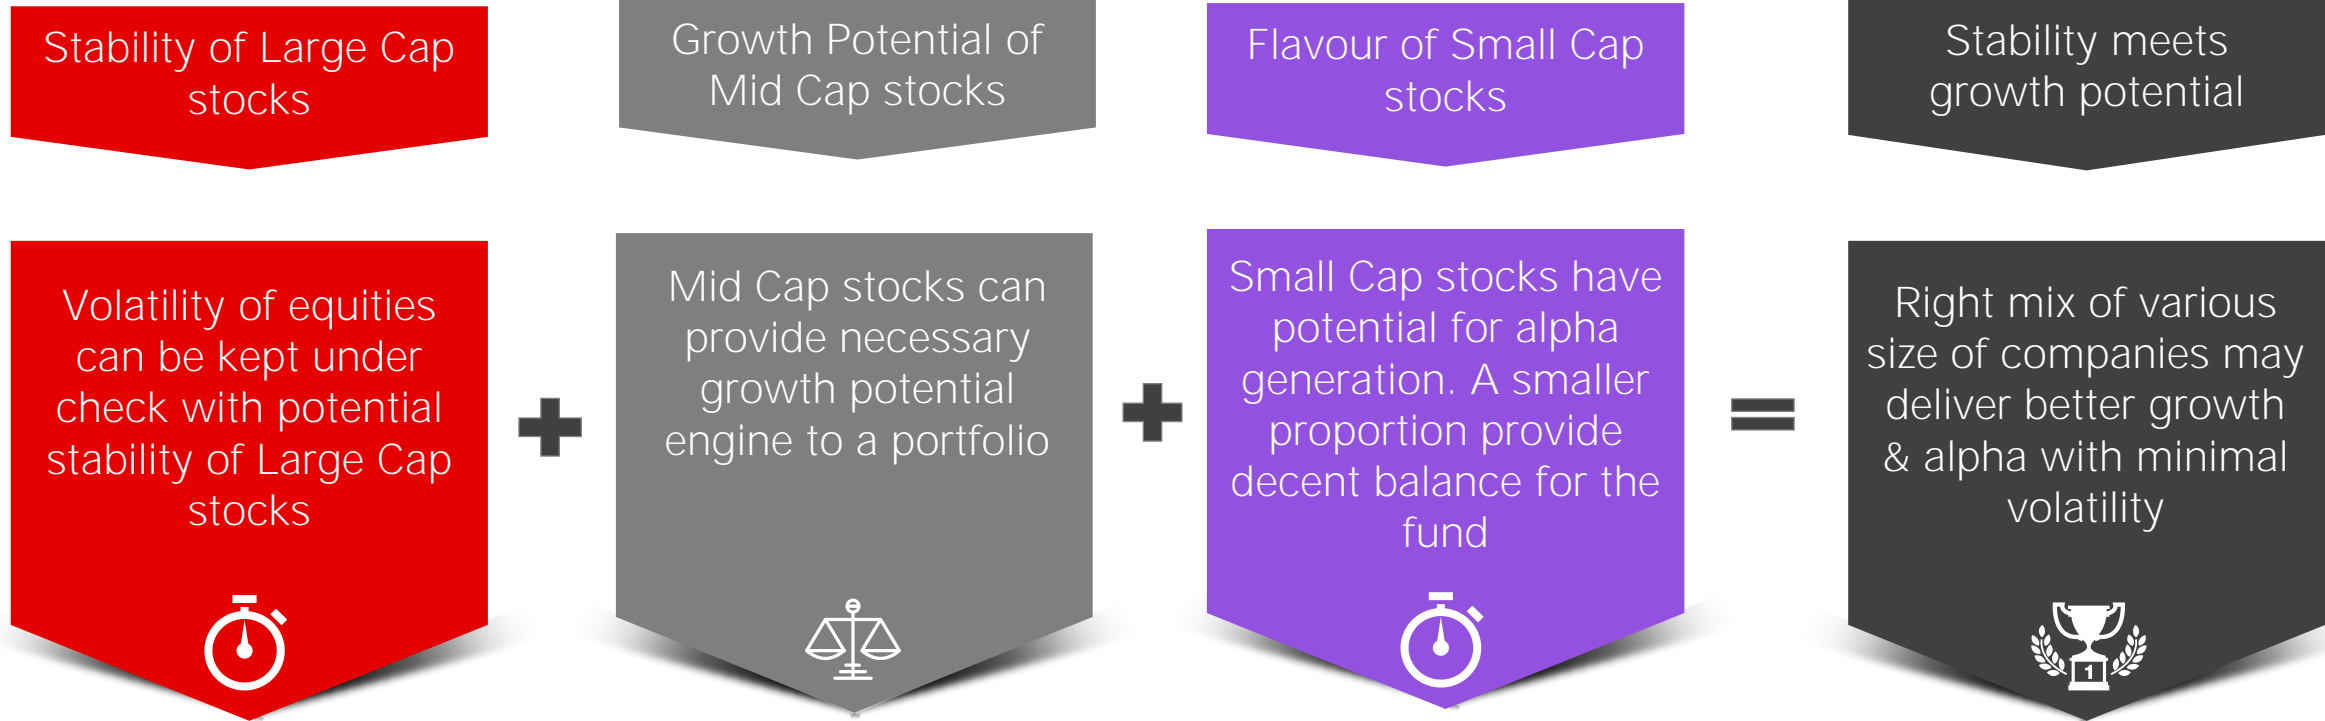 Stability of Large Cap
stocks
Growth Potential of
Mid Cap stocks
Flavour of Small Cap
stocks
Stability meets
growth potential
Volatility of equities
can be kept under
check with potential
stability of Large Cap
stocks
Mid Cap stocks can
provide necessary
growth potential
engine to a portfolio
Small Cap stocks have
potential for alpha
generation. A smaller
proportion provide
decent balance for the
fund
Right mix of various
size of companies may
deliver better growth
& alpha with minimal
volatility
1